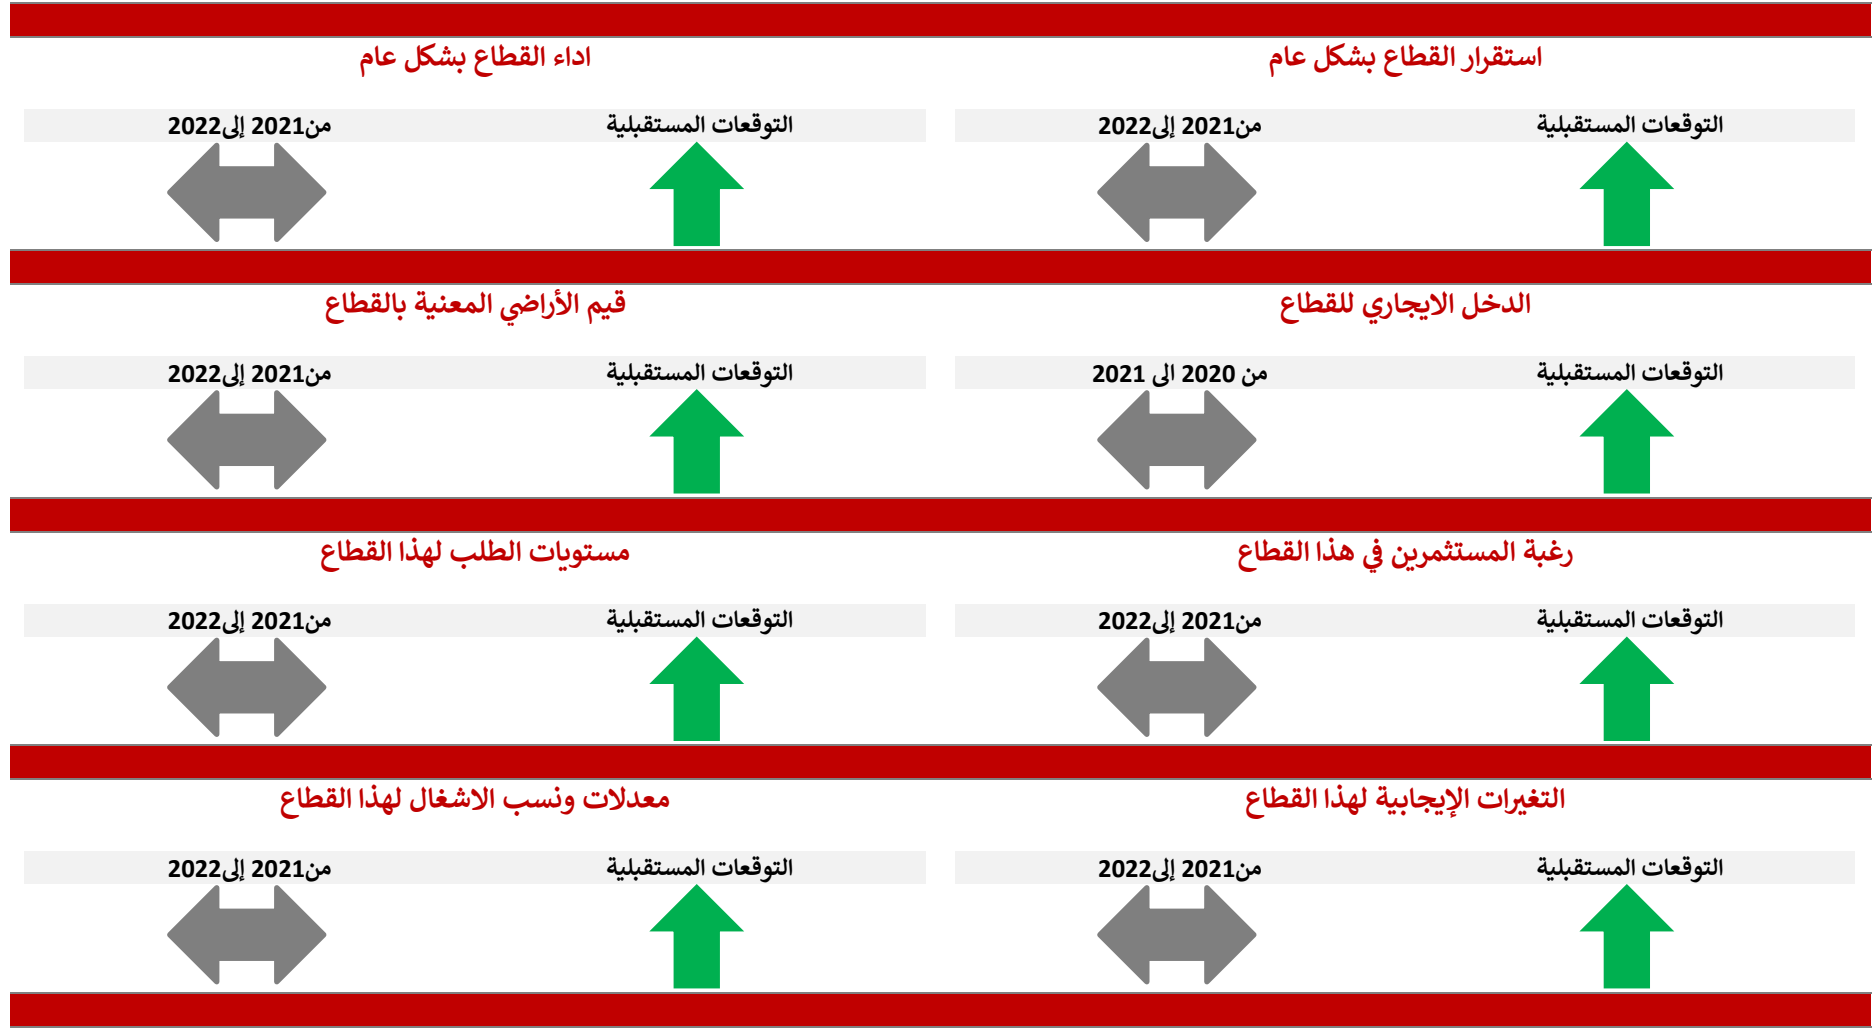 استقرار القطاع بشكل عام
التوقعات المستقبلية
من2021 إلى2022
اداء القطاع بشكل عام
التوقعات المستقبلية
من2021 إلى2022
الدخل الايجاري للقطاع
التوقعات المستقبلية
من 2020 الى 2021
قيم الأراضي المعنية بالقطاع
التوقعات المستقبلية
من2021 إلى2022
رغبة المستثمرين في هذا القطاع
التوقعات المستقبلية
من2021 إلى2022
مستويات الطلب لهذا القطاع
التوقعات المستقبلية
من2021 إلى2022
التغيرات الإيجابية لهذا القطاع
التوقعات المستقبلية
من2021 إلى2022
معدلات ونسب الاشغال لهذا القطاع
التوقعات المستقبلية
من2021 إلى2022